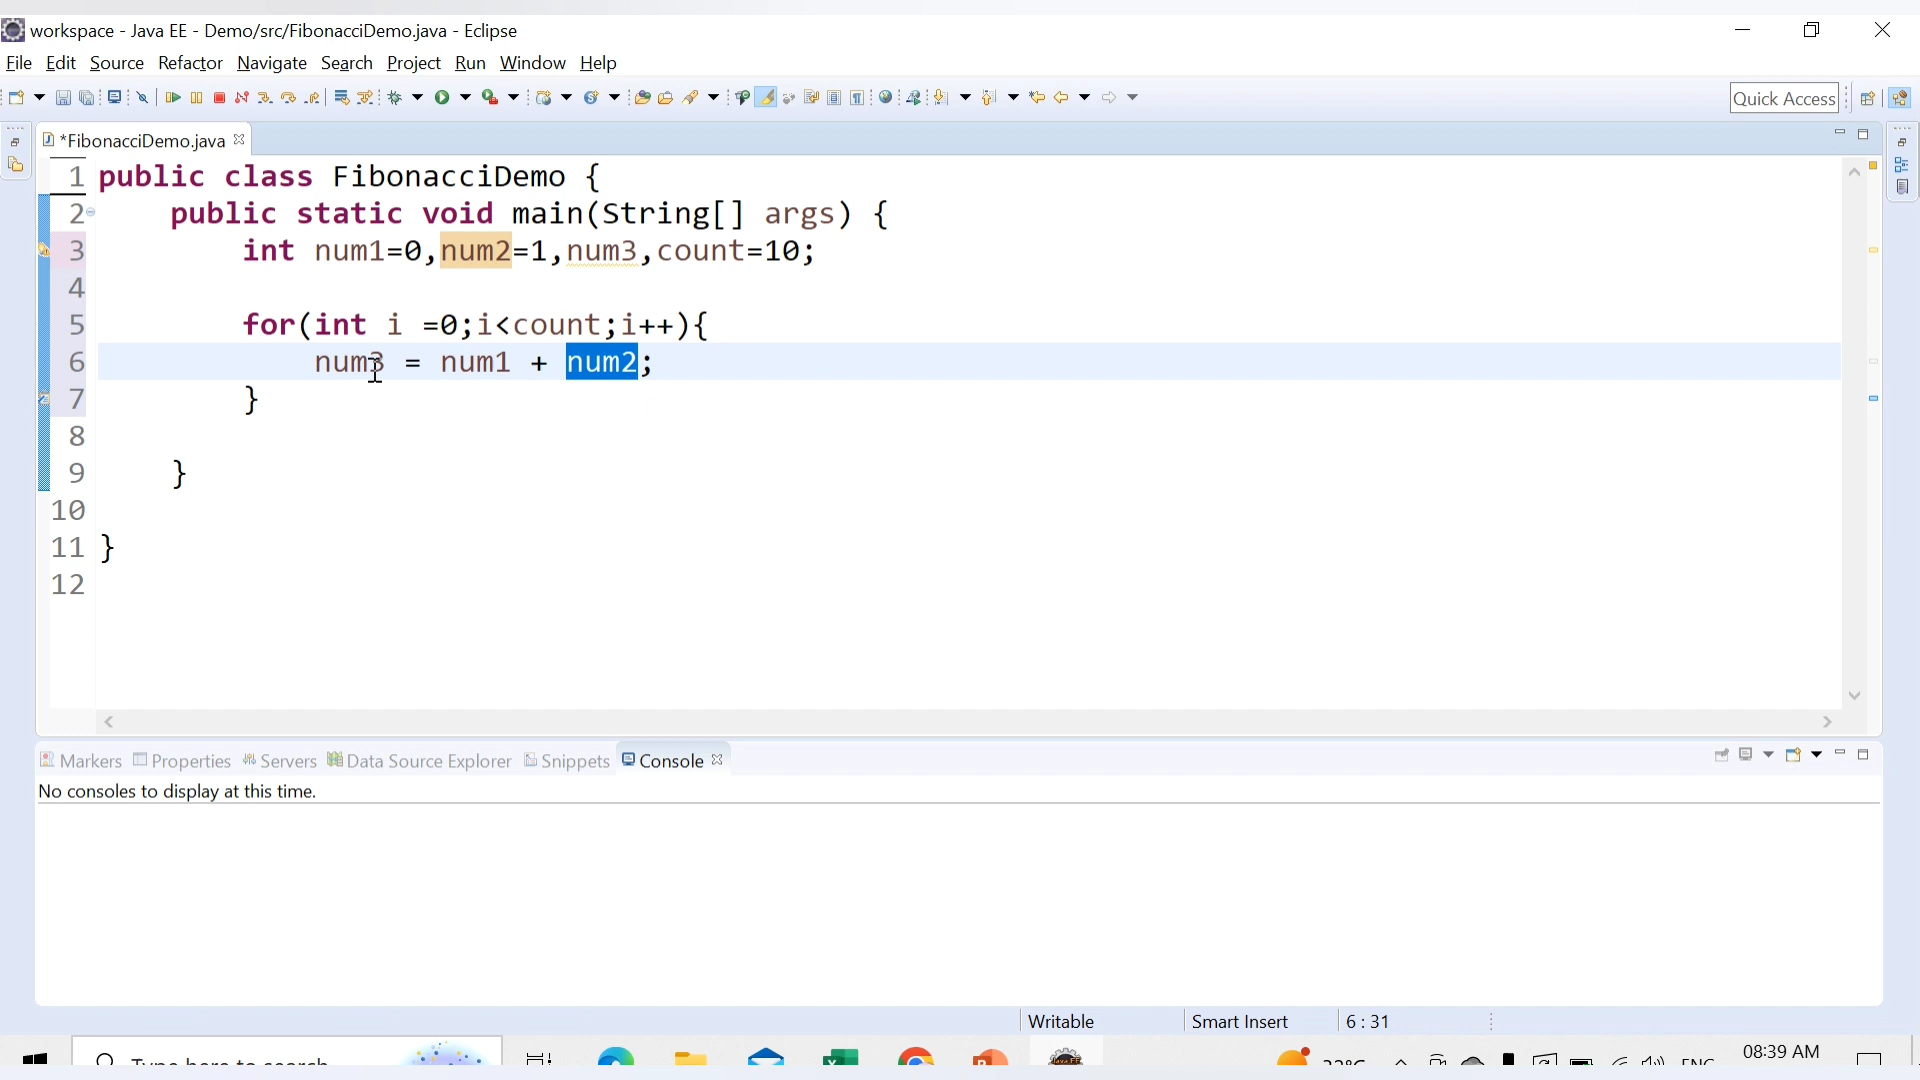 workspace - Java EE - Demo/src/FibonacciDemo.java - Eclipse
File Edit Source Refactor Navigate Search Project Run Window Help
Quick Access
*FibonacciDemo.java
1 public class FibonacciDemo {
2 public static void main(String[] args) {
3 int num1=0,num2=1,num3,count=10;
4
5 for(int i =0;i<count;i++){
6 num3 = num1 + num2;
7 }
8
9 }
10
11 }
12
Markers Properties Servers Data Source Explorer Snippets Console
No consoles to display at this time.
Writable Smart Insert 6 : 31
Type here to search 08:39 AM